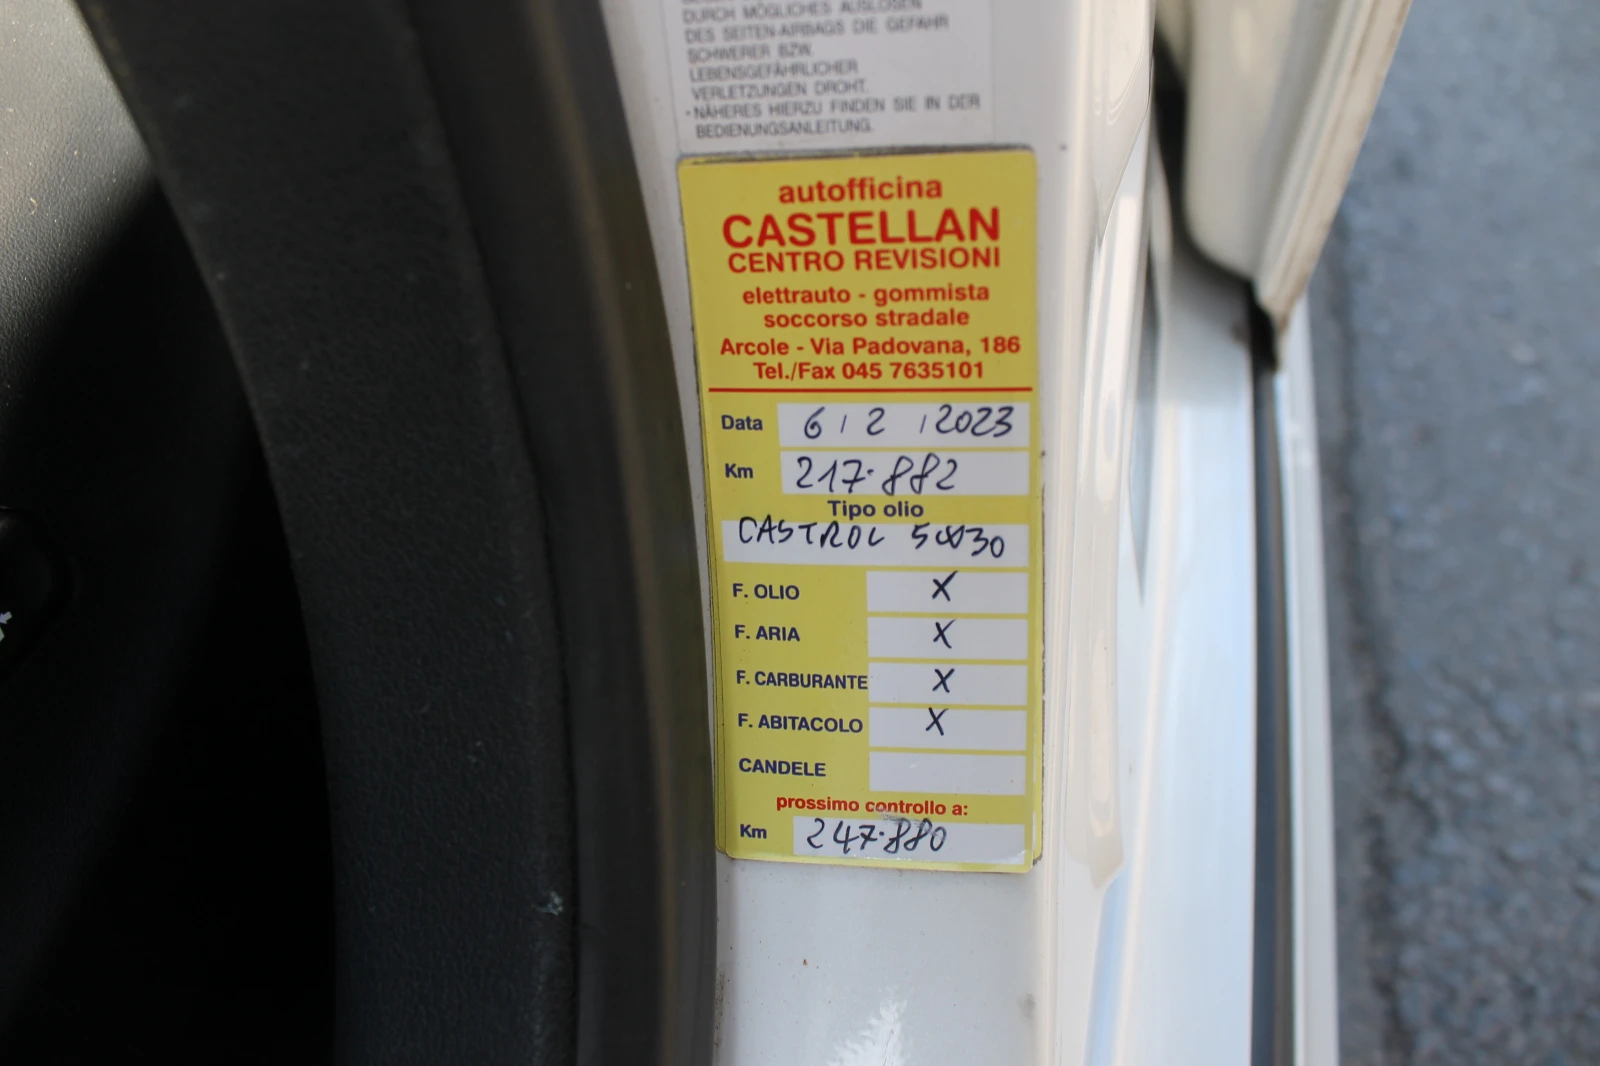 DURCH MÖGLICHES AUSLÖSEN
DES SEITEN-AIRBAGS DIE GEFAHR
SCHWERER BZW.
LEBENSGEFÄHRLICHER
VERLETZUNGEN DROHT.
•NÄHERES HIERZU FINDEN SIE IN DER
BEDIENUNGSANLEITUNG.
autofficina
CASTELLAN
CENTRO REVISIONI
elettrauto - gommista
soccorso stradale
Arcole - Via Padovana, 186
Tel./Fax 045 7635101
Data 6/2/2023
Km 217.882
Tipo olio
CASTROL 5W30
F. OLIO X
F. ARIA X
F. CARBURANTE X
F. ABITACOLO X
CANDELE
prossimo controllo a:
Km 247.880